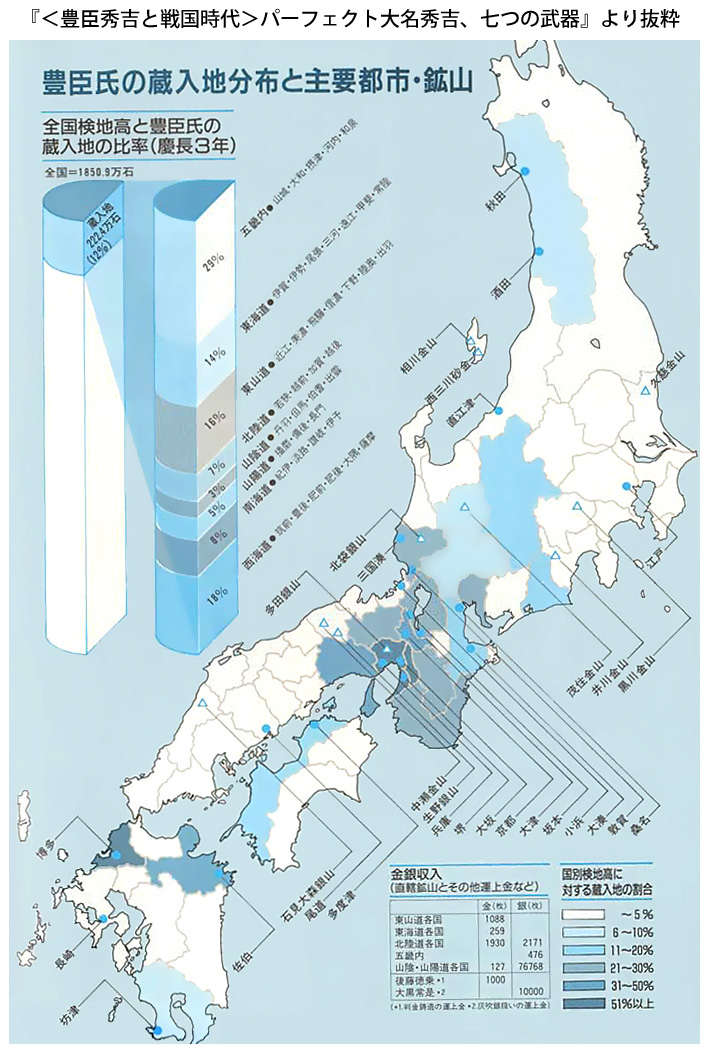 『＜豊臣秀吉と戦国時代＞パーフェクト大名秀吉、七つの武器』より抜粋
豊臣氏の蔵入地分布と主要都市・鉱山
全国検地高と豊臣氏の
蔵入地の比率(慶長3年)
全国=1850.9万石
蔵入地
222.4万石
(12%)
29%
14%
16%
7%
3%
5%
8%
18%
五畿内●山城・大和・摂津・河内・和泉
東海道●伊賀・伊勢・尾張・三河・遠江・甲斐・常陸
東山道●近江・美濃・飛騨・信濃・下野・陸奥・出羽
北陸道●若狭・越前・加賀・越後
山陰道●丹羽・但馬・伯耆・出雲
山陽道●播磨・備後・長門
南海道●紀伊・淡路・讃岐・伊予
西海道●筑前・豊後・肥前・肥後・大隅・薩摩
秋田
酒田
相川金山
西三川砂金
直江津
久慈金山
江戸
黒川金山
井川金山
茂住金山
北袋銀山
三国湊
多田銀山
中瀬金山
生野銀山
兵庫
堺
大坂
京都
大津
坂本
小浜
大湊
敦賀
桑名
石見大森銀山
尾道
多度津
佐伯
博多
長崎
坊津
金銀収入
(直轄鉱山とその他運上金など)
金(枚) 銀(枚)
東山道各国 1088
東海道各国 259
北陸道各国 1930 2171
五畿内 476
山陰・山陽道各国 127 76768
後藤徳乗*1 1000
大黒常是*2 10000
(*1.判金鋳造の運上金*2.灰吹銀扱いの運上金)
国別検地高に
対する蔵入地の割合
～5%
6～10%
11～20%
21～30%
31～50%
51%以上